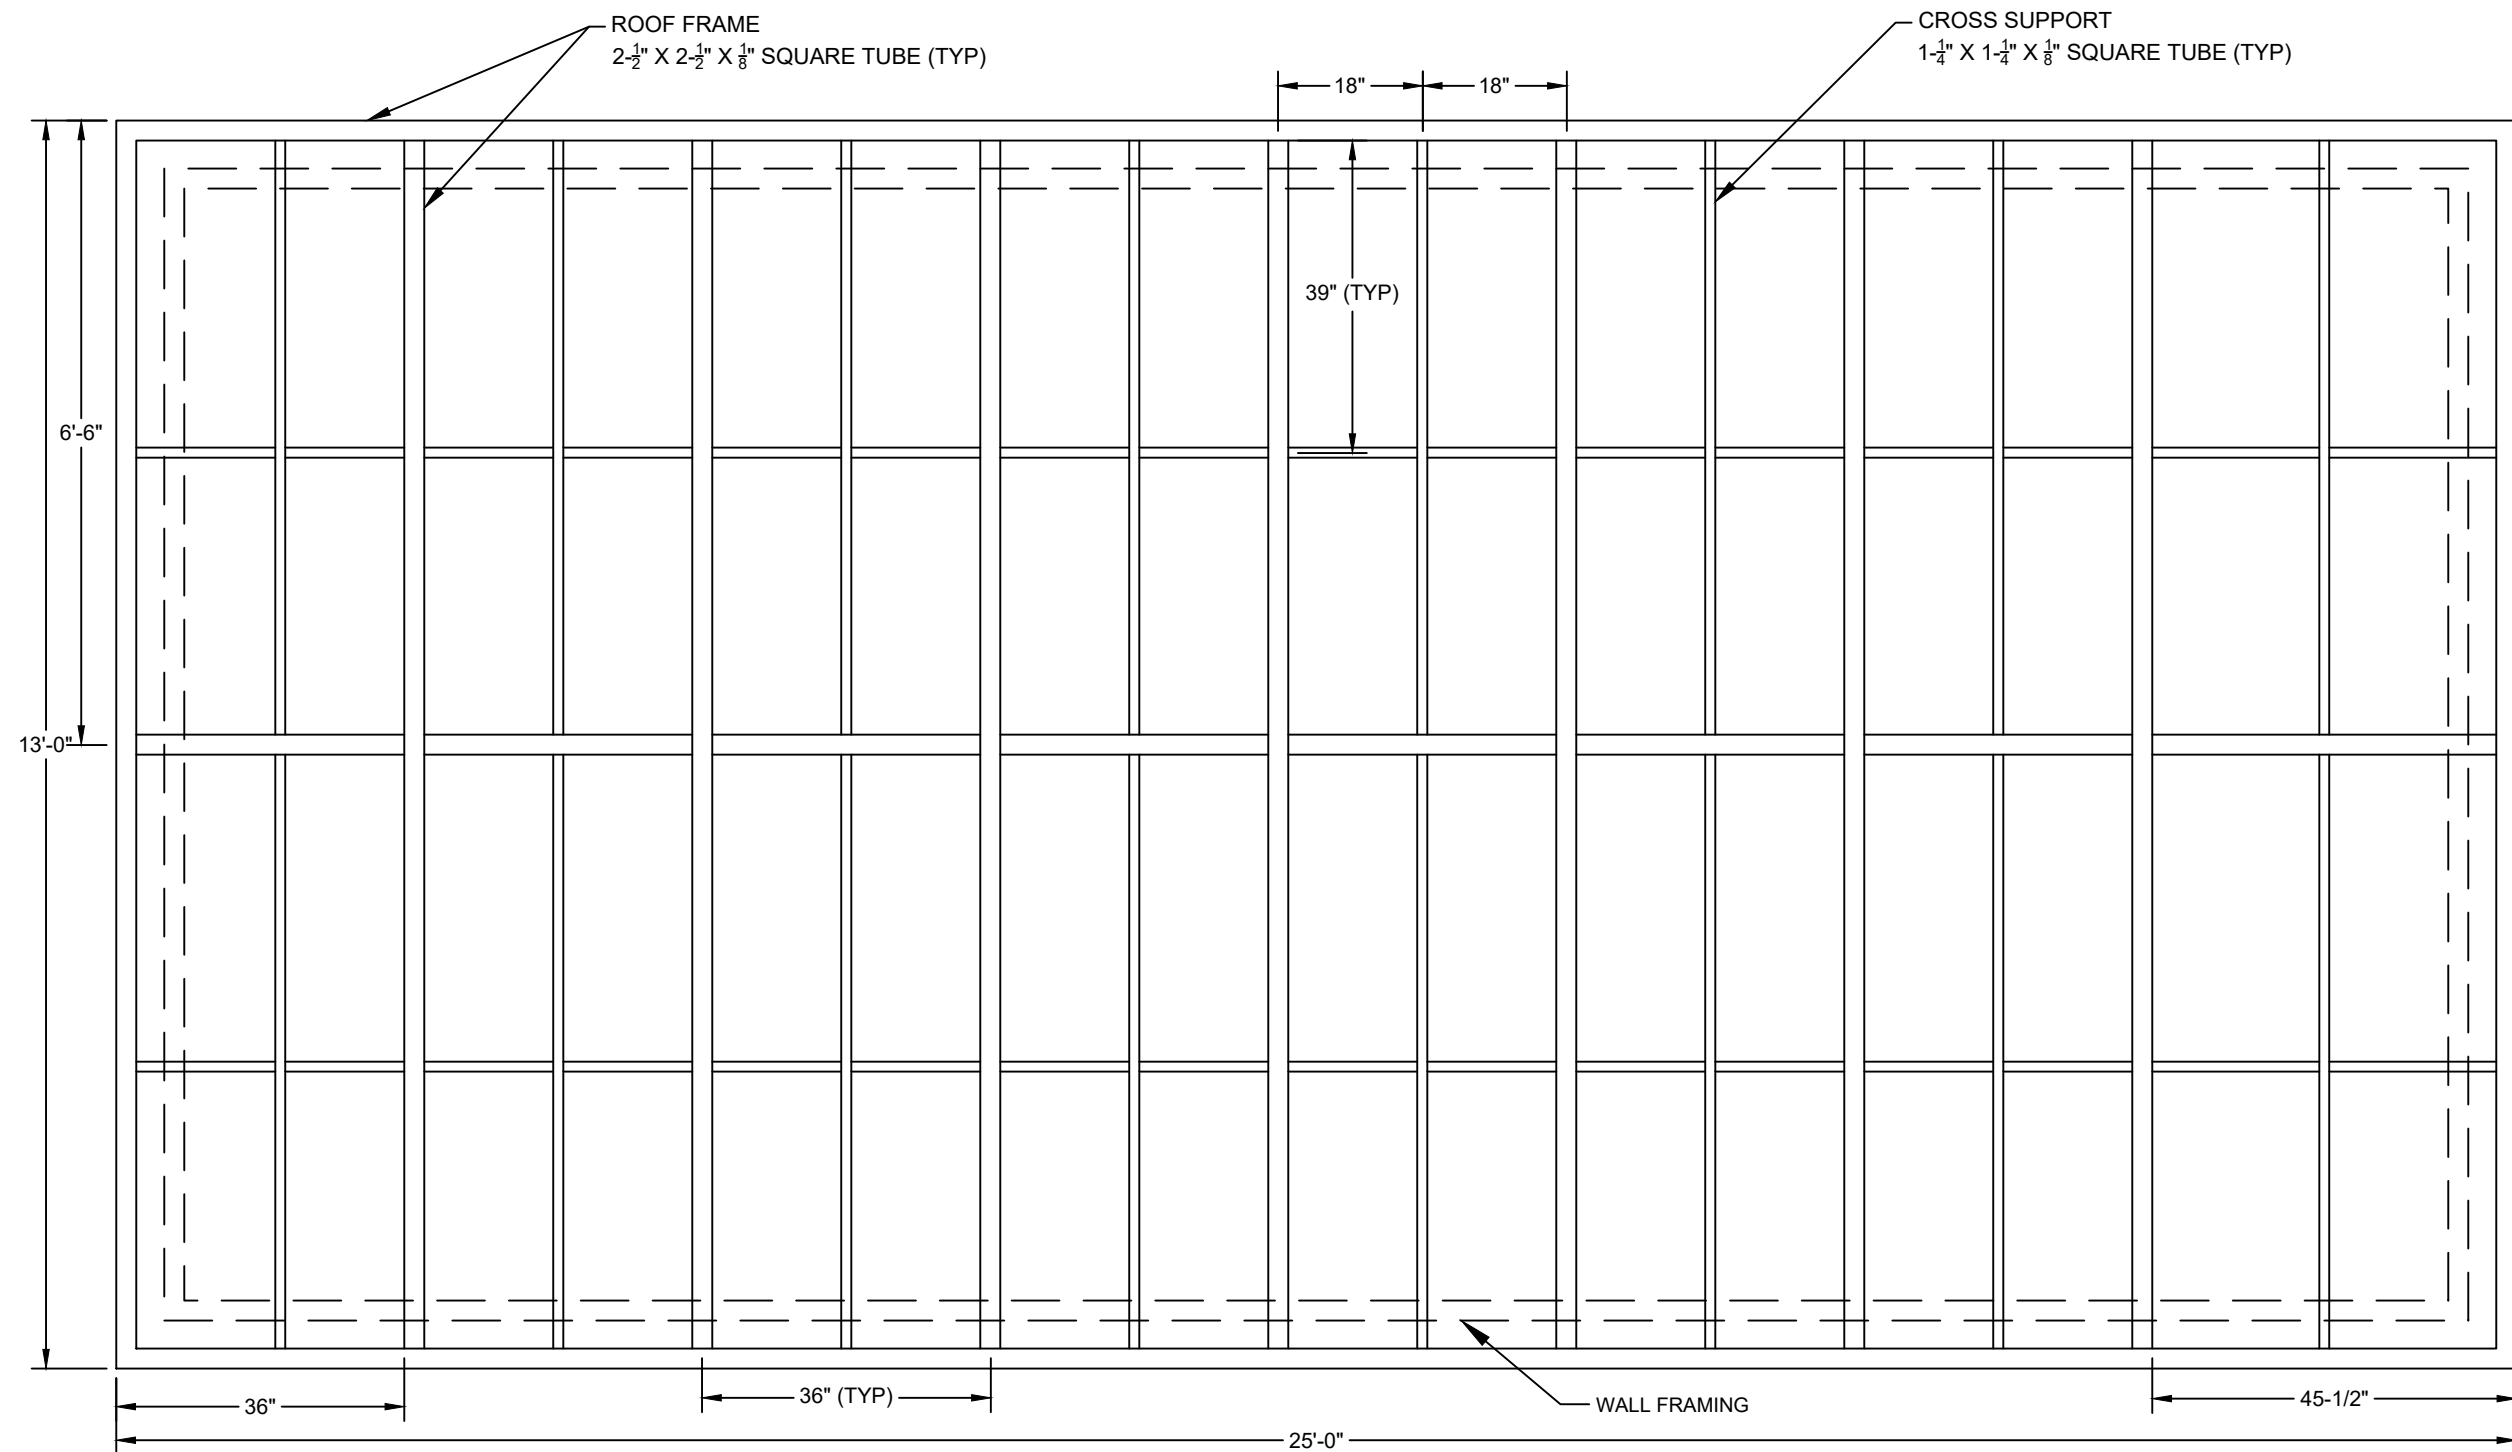 ROOF FRAME
2-1/2" X 2-1/2" X 1/8" SQUARE TUBE (TYP)
CROSS SUPPORT
1-1/4" X 1-1/4" X 1/8" SQUARE TUBE (TYP)
18"
18"
39" (TYP)
6'-6"
13'-0"
36"
36" (TYP)
WALL FRAMING
45-1/2"
25'-0"